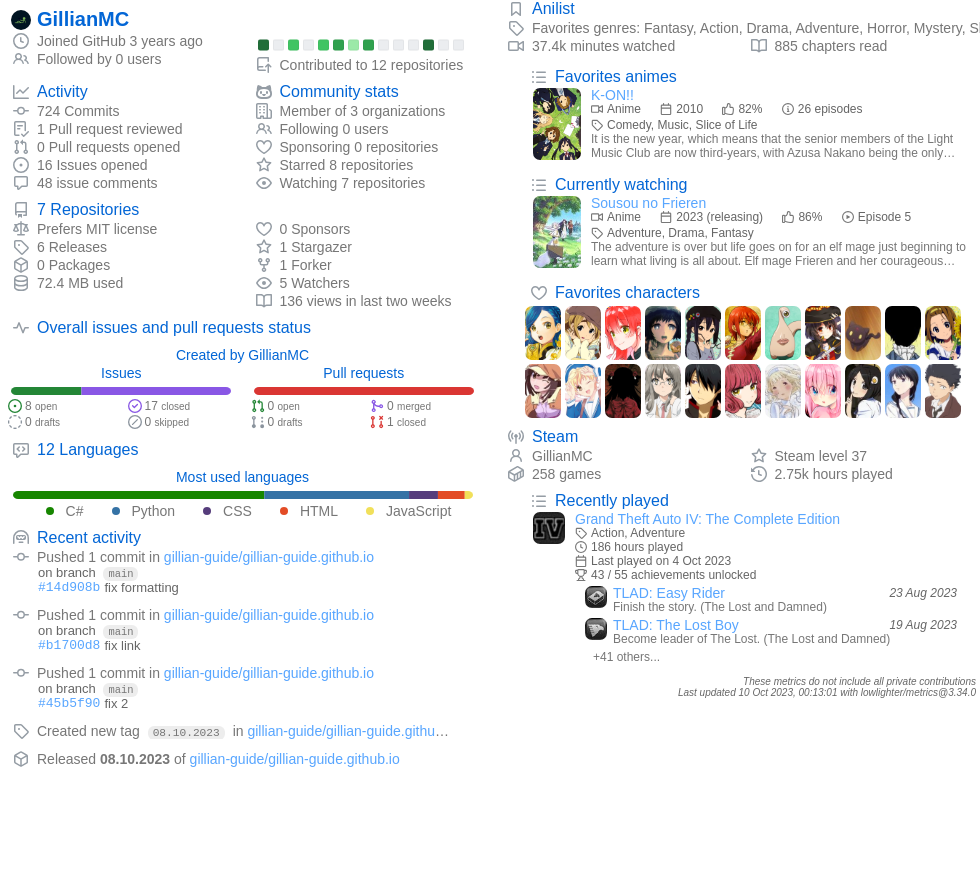 GillianMC
Joined GitHub 3 years ago
Followed by 0 users
Contributed to 12 repositories
Activity
724 Commits
1 Pull request reviewed
0 Pull requests opened
16 Issues opened
48 issue comments
Community stats
Member of 3 organizations
Following 0 users
Sponsoring 0 repositories
Starred 8 repositories
Watching 7 repositories
7 Repositories
Prefers MIT license
6 Releases
0 Packages
72.4 MB used
0 Sponsors
1 Stargazer
1 Forker
5 Watchers
136 views in last two weeks
Overall issues and pull requests status
Created by GillianMC
Issues
8 open
17 closed
0 drafts
0 skipped
Pull requests
0 open
0 merged
0 drafts
1 closed
12 Languages
Most used languages
C# Python CSS HTML JavaScript
Recent activity
Pushed 1 commit in gillian-guide/gillian-guide.github.io
on branch main
#14d908b fix formatting
Pushed 1 commit in gillian-guide/gillian-guide.github.io
on branch main
#b1700d8 fix link
Pushed 1 commit in gillian-guide/gillian-guide.github.io
on branch main
#45b5f90 fix 2
Created new tag 08.10.2023 in gillian-guide/gillian-guide.githu…
Released 08.10.2023 of gillian-guide/gillian-guide.github.io
Anilist
Favorites genres: Fantasy, Action, Drama, Adventure, Horror, Mystery, S
37.4k minutes watched
885 chapters read
Favorites animes
K-ON!!
Anime 2010 82% 26 episodes
Comedy, Music, Slice of Life
It is the new year, which means that the senior members of the Light
Music Club are now third-years, with Azusa Nakano being the only…
Currently watching
Sousou no Frieren
Anime 2023 (releasing) 86% Episode 5
Adventure, Drama, Fantasy
The adventure is over but life goes on for an elf mage just beginning to
learn what living is all about. Elf mage Frieren and her courageous…
Favorites characters
Steam
GillianMC
Steam level 37
258 games
2.75k hours played
Recently played
Grand Theft Auto IV: The Complete Edition
IV
Action, Adventure
186 hours played
Last played on 4 Oct 2023
43 / 55 achievements unlocked
TLAD: Easy Rider 23 Aug 2023
Finish the story. (The Lost and Damned)
TLAD: The Lost Boy 19 Aug 2023
Become leader of The Lost. (The Lost and Damned)
+41 others...
These metrics do not include all private contributions
Last updated 10 Oct 2023, 00:13:01 with lowlighter/metrics@3.34.0